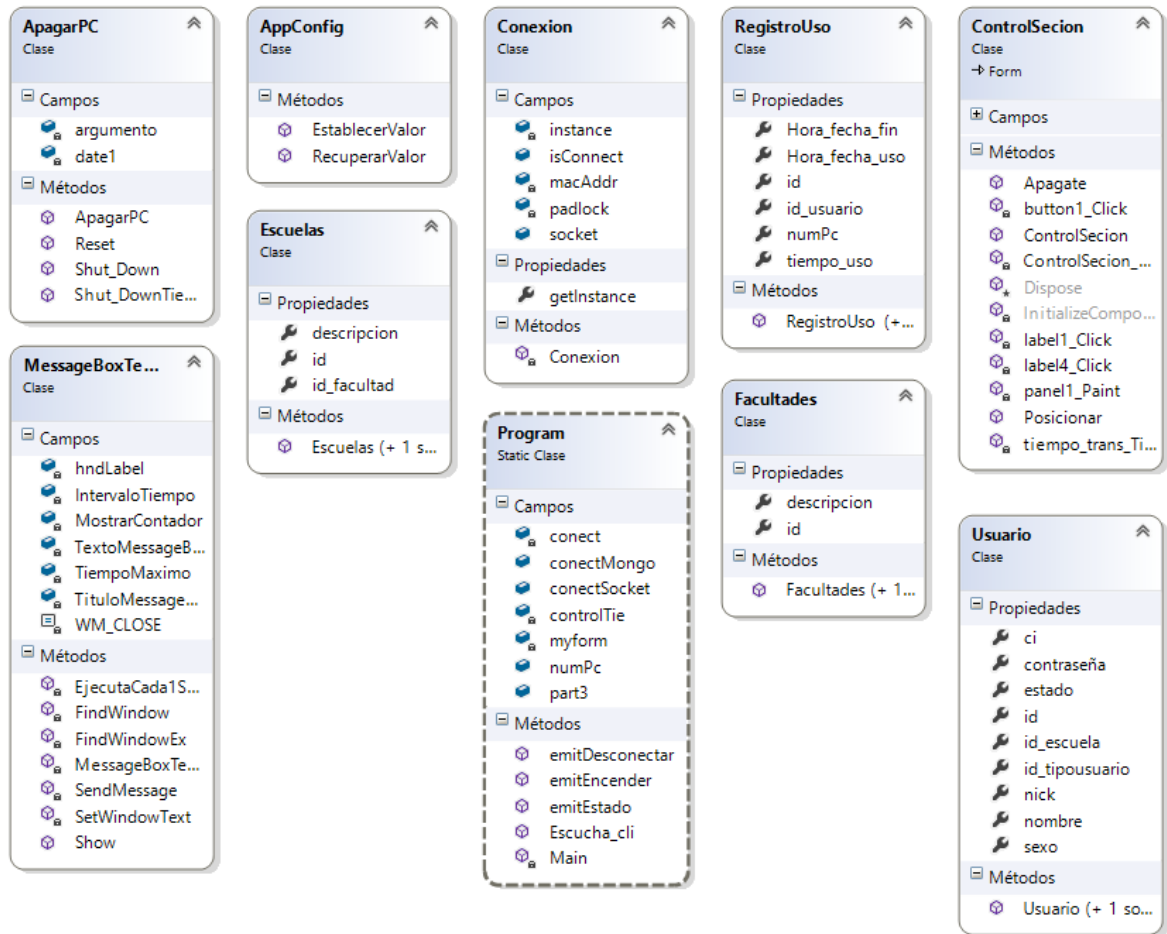 ApagarPC
Clase
Campos
argumento
date1
Métodos
ApagarPC
Reset
Shut_Down
Shut_DownTie...
MessageBoxTe...
Clase
Campos
hndLabel
IntervaloTiempo
MostrarContador
TextoMessageB...
TiempoMaximo
TituloMessage...
WM_CLOSE
Métodos
EjecutaCada1S...
FindWindow
FindWindowEx
MessageBoxTe...
SendMessage
SetWindowText
Show
AppConfig
Clase
Métodos
EstablecerValor
RecuperarValor
Escuelas
Clase
Propiedades
descripcion
id
id_facultad
Métodos
Escuelas (+ 1 s...
Conexion
Clase
Campos
instance
isConnect
macAddr
padlock
socket
Propiedades
getInstance
Métodos
Conexion
Program
Static Clase
Campos
conect
conectMongo
conectSocket
controlTie
myform
numPc
part3
Métodos
emitDesconectar
emitEncender
emitEstado
Escucha_cli
Main
RegistroUso
Clase
Propiedades
Hora_fecha_fin
Hora_fecha_uso
id
id_usuario
numPc
tiempo_uso
Métodos
RegistroUso (+...
Facultades
Clase
Propiedades
descripcion
id
Métodos
Facultades (+ 1...
ControlSecion
Clase
Form
Campos
Métodos
Apagate
button1_Click
ControlSecion
ControlSecion_...
Dispose
InitializeCompo...
label1_Click
label4_Click
panel1_Paint
Posicionar
tiempo_trans_Ti...
Usuario
Clase
Propiedades
ci
contraseña
estado
id
id_escuela
id_tipousuario
nick
nombre
sexo
Métodos
Usuario (+ 1 so...